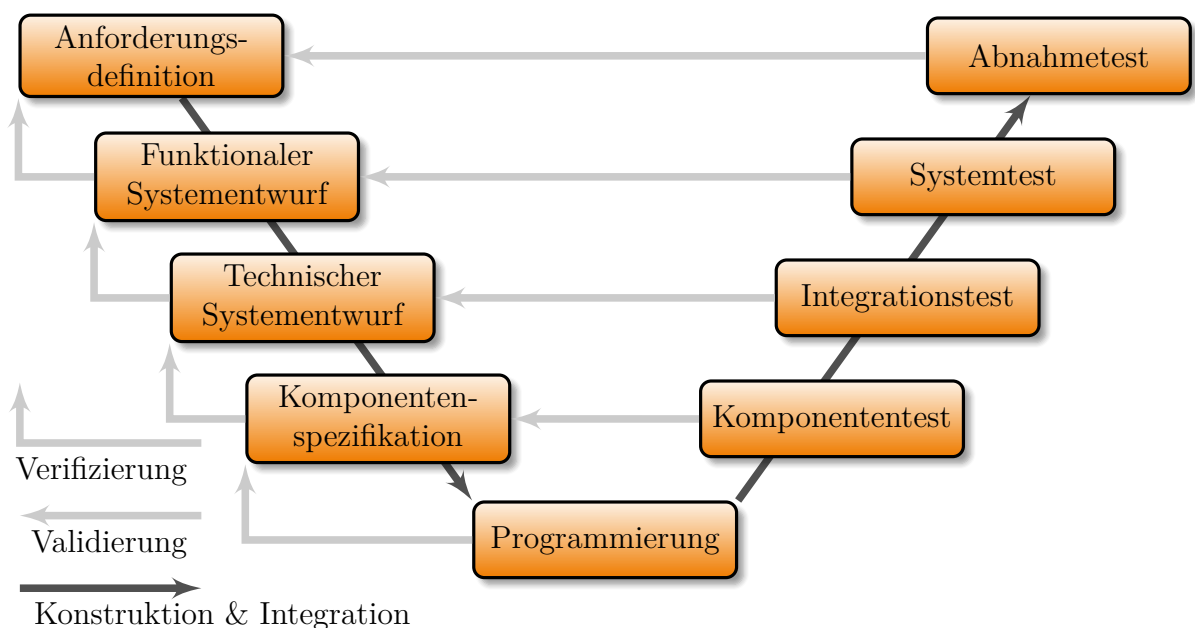 Anforderungs-
definition
Abnahmetest
Funktionaler
Systementwurf
Systemtest
Technischer
Systementwurf
Integrationstest
Komponenten-
spezifikation
Komponententest
Programmierung
Verifizierung
Validierung
Konstruktion & Integration